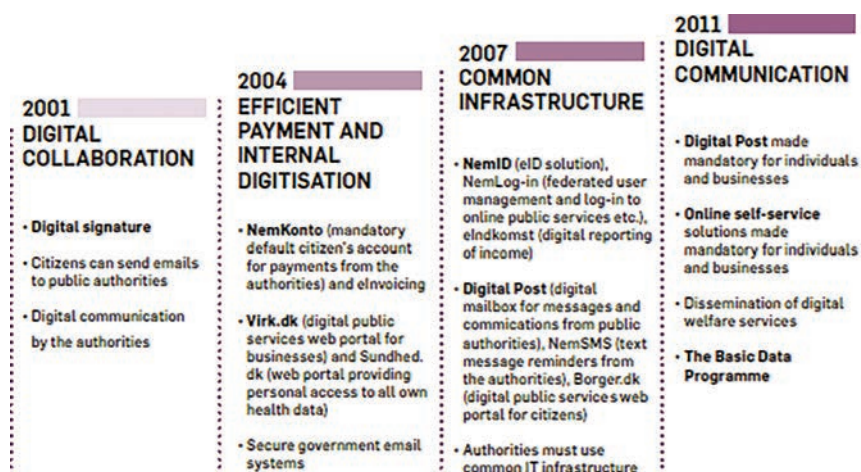 2001
DIGITAL
COLLABORATION
• Digital signature
• Citizens can send emails
to public authorities
• Digital communication
by the authorities
2004
EFFICIENT
PAYMENT AND
INTERNAL
DIGITISATION
• NemKonto (mandatory
default citizen's account
for payments from the
authorities) and eInvoicing
• Virk.dk (digital public
services web portal for
businesses) and Sundhed.
dk (web portal providing
personal access to all own
health data)
• Secure government email
systems
2007
COMMON
INFRASTRUCTURE
• NemID (eID solution),
NemLog-in (federated user
management and log-in to
online public services etc.),
eIndkomst (digital reporting
of income)
• Digital Post (digital
mailbox for messages and
commications from public
authorities), NemSMS (text
message reminders from
the authorities), Borger.dk
(digital public services web
portal for citizens)
• Authorities must use
common IT infrastructure
2011
DIGITAL
COMMUNICATION
• Digital Post made
mandatory for individuals
and businesses
• Online self-service
solutions made
mandatory for individuals
and businesses
• Dissemination of digital
welfare services
• The Basic Data
Programme